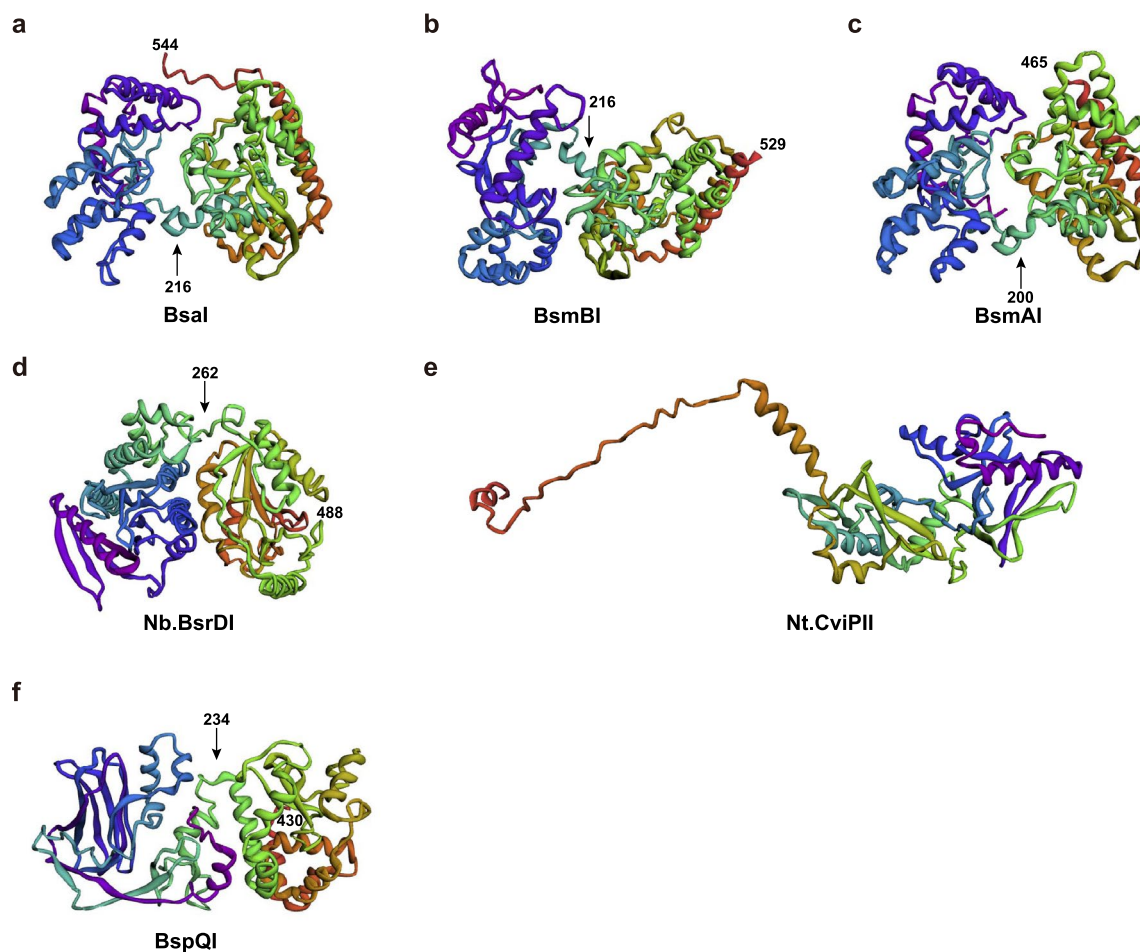 a
544
216
BsaI
b
216
529
BsmBI
c
465
200
BsmAI
d
262
488
Nb.BsrDI
e
Nt.CviPII
f
234
430
BspQI